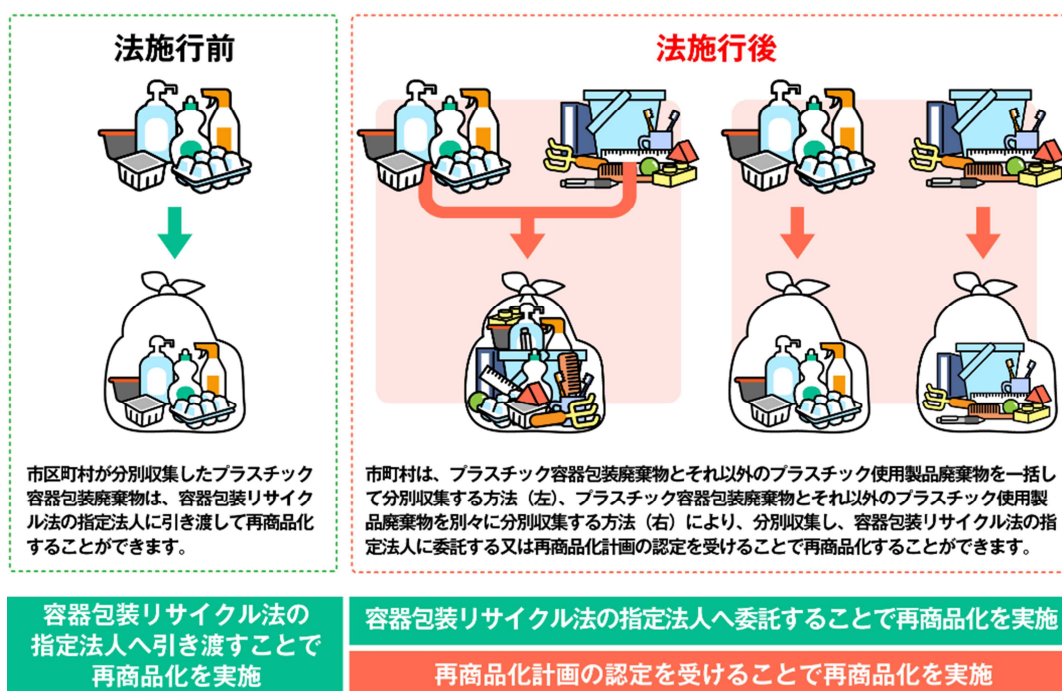 法施行前
法施行後
市区町村が分別収集したプラスチック
容器包装廃棄物は、容器包装リサイク
ル法の指定法人に引き渡して再商品化
することができます。
市町村は、プラスチック容器包装廃棄物とそれ以外のプラスチック使用製品廃棄物を一括し
て分別収集する方法（左）、プラスチック容器包装廃棄物とそれ以外のプラスチック使用製
品廃棄物を別々に分別収集する方法（右）により、分別収集し、容器包装リサイクル法の指
定法人に委託する又は再商品化計画の認定を受けることで再商品化することができます。
容器包装リサイクル法の
指定法人へ引き渡すことで
再商品化を実施
容器包装リサイクル法の指定法人へ委託することで再商品化を実施
再商品化計画の認定を受けることで再商品化を実施